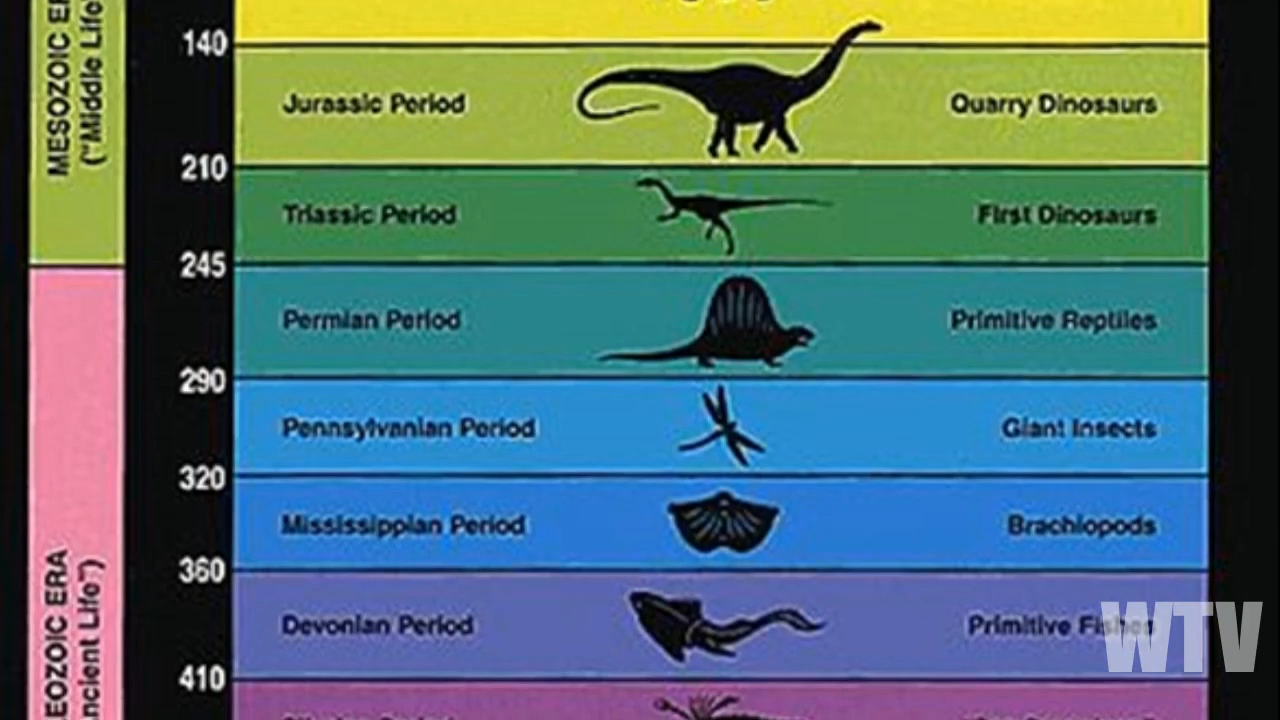 MESOZOIC
("Middle Life
140
Jurassic Period
Quarry Dinosaurs
210
Triassic Period
First Dinosaurs
245
Permian Period
Primitive Reptiles
290
Pennsylvanian Period
Giant Insects
320
Mississippian Period
Brachiopods
360
EOZOIC ERA
ncient Life")
Devonian Period
Primitive Fishes
WTV
410